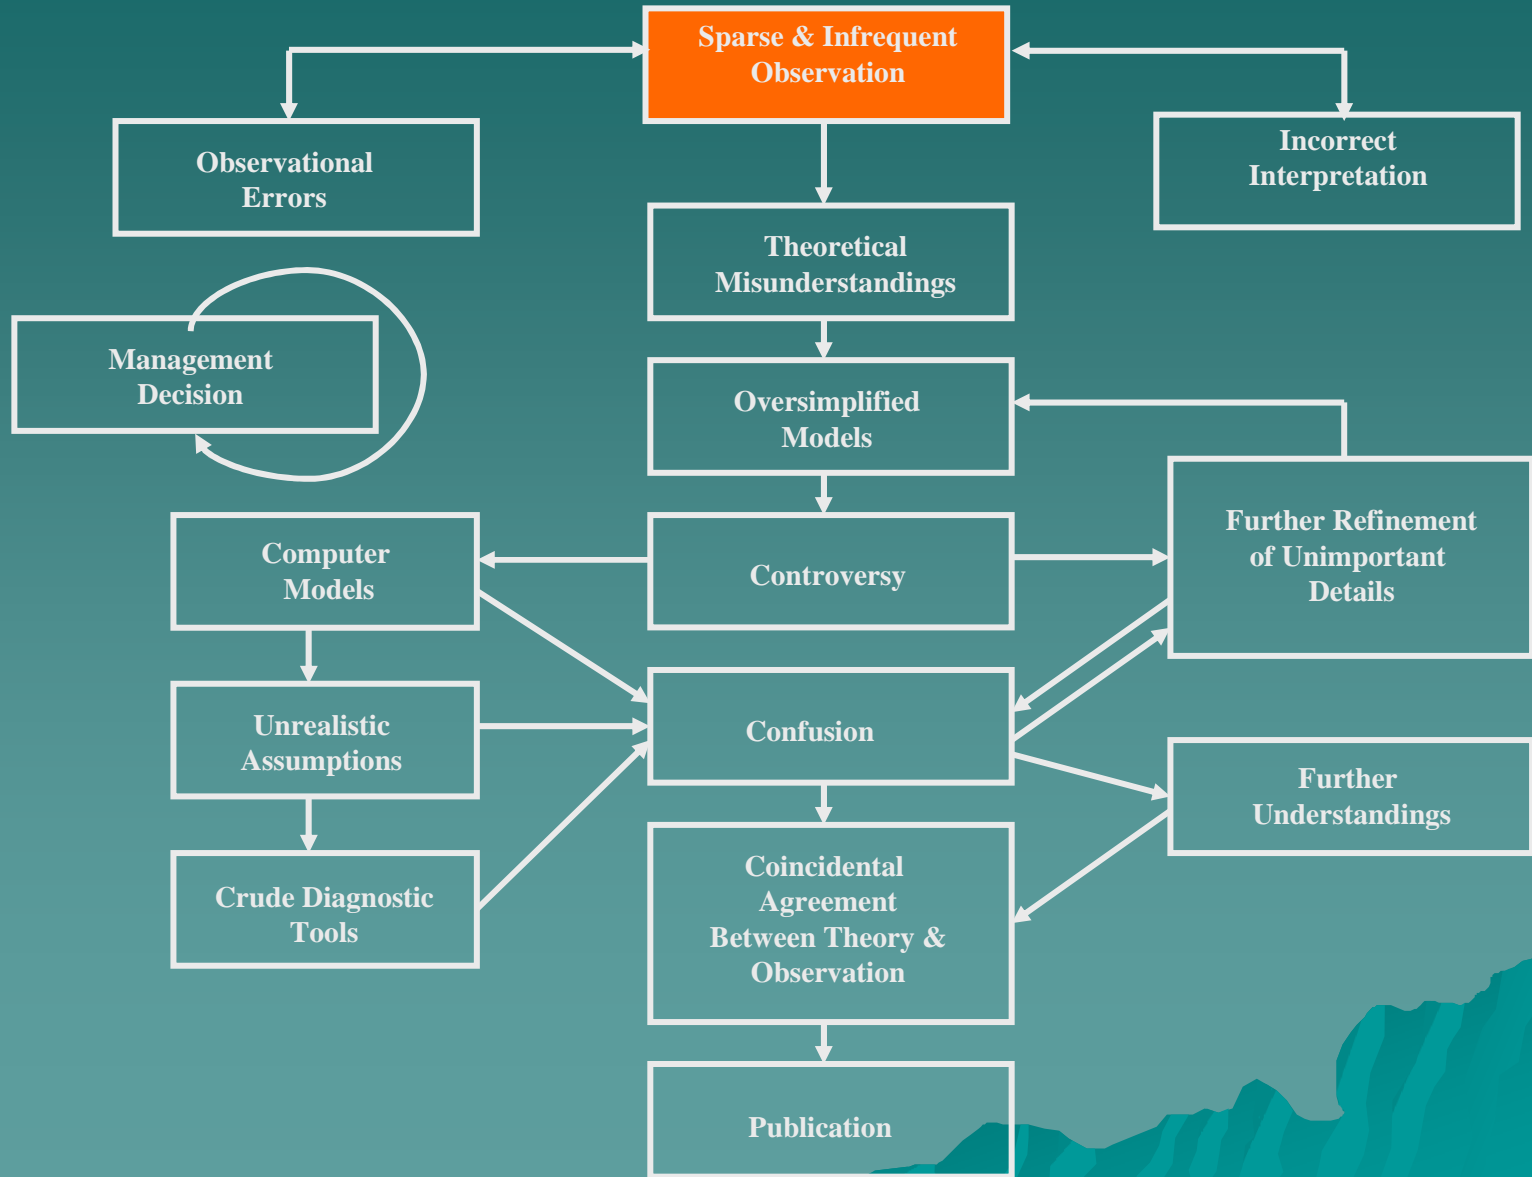 Sparse & Infrequent
Observation
Observational
Errors
Incorrect
Interpretation
Theoretical
Misunderstandings
Management
Decision
Oversimplified
Models
Computer
Models
Controversy
Further Refinement
of Unimportant
Details
Unrealistic
Assumptions
Confusion
Further
Understandings
Crude Diagnostic
Tools
Coincidental
Agreement
Between Theory &
Observation
Publication